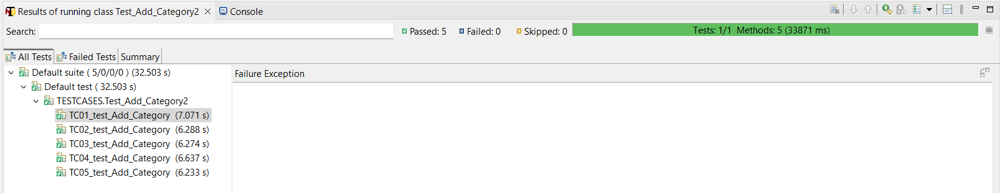 Results of running class Test_Add_Category2 Console
Search: Passed: 5 Failed: 0 Skipped: 0 Tests: 1/1 Methods: 5 (33871 ms)
All Tests Failed Tests Summary
Default suite ( 5/0/0/0 ) (32.503 s)
Failure Exception
Default test ( 32.503 s)
TESTCASES.Test_Add_Category2
TC01_test_Add_Category (7.071 s)
TC02_test_Add_Category (6.288 s)
TC03_test_Add_Category (6.274 s)
TC04_test_Add_Category (6.637 s)
TC05_test_Add_Category (6.233 s)